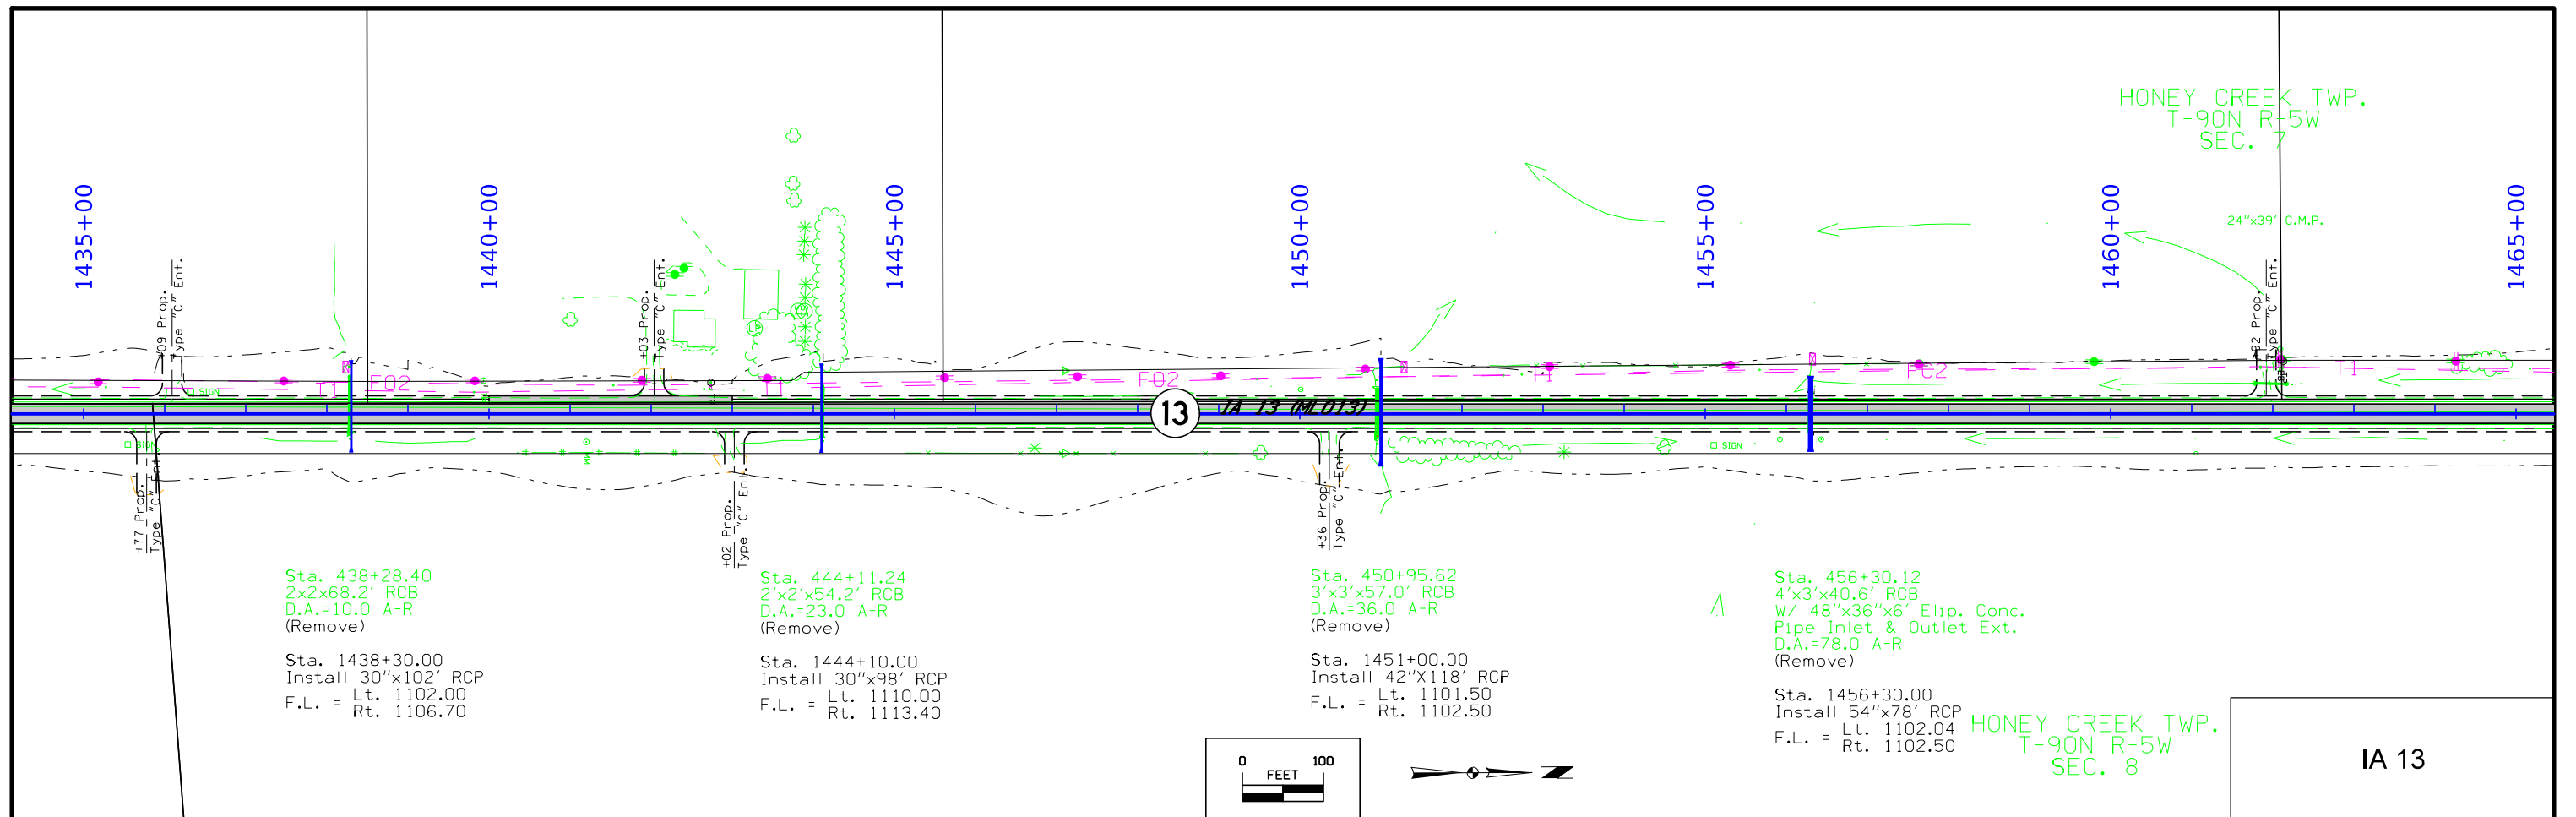 HONEY CREEK TWP.
T-90N R-5W
SEC. 7
1435+00
1440+00
1445+00
1450+00
1455+00
1460+00
1465+00
24"x39' C.M.P.
+09 Prop.
Type "C" Ent.
+03 Prop.
Type "C" Ent.
+92 Prop.
Type "C" Ent.
T1
FO2
T1
FO2
T1
FO2
T1
SIGN
13
IA 13 (ML013)
SIGN
SIGN
+77 Prop.
Type "C" Ent.
+02 Prop.
Type "C" Ent.
+36 Prop.
Type "C" Ent.
Sta. 438+28.40
2x2x68.2' RCB
D.A.=10.0 A-R
(Remove)
Sta. 1438+30.00
Install 30"x102' RCP
F.L. = Lt. 1102.00
Rt. 1106.70
Sta. 444+11.24
2'x2'x54.2' RCB
D.A.=23.0 A-R
(Remove)
Sta. 1444+10.00
Install 30"x98' RCP
F.L. = Lt. 1110.00
Rt. 1113.40
Sta. 450+95.62
3'x3'x57.0' RCB
D.A.=36.0 A-R
(Remove)
Sta. 1451+00.00
Install 42"X118' RCP
F.L. = Lt. 1101.50
Rt. 1102.50
Sta. 456+30.12
4'x3'x40.6' RCB
W/ 48"x36"x6' Elip. Conc.
Pipe Inlet & Outlet Ext.
D.A.=78.0 A-R
(Remove)
Sta. 1456+30.00
Install 54"x78' RCP
F.L. = Lt. 1102.04
Rt. 1102.50
HONEY CREEK TWP.
T-90N R-5W
SEC. 8
0 100
FEET
Z
IA 13